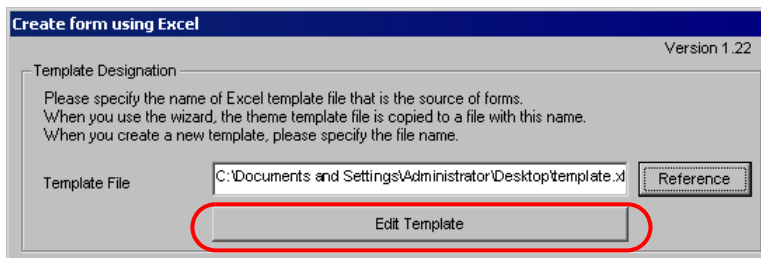 Create form using Excel
Version 1.22
Template Designation
Please specify the name of Excel template file that is the source of forms.
When you use the wizard, the theme template file is copied to a file with this name.
When you create a new template, please specify the file name.
Template File
C:\Documents and Settings\Administrator\Desktop\template.xl
Reference
Edit Template